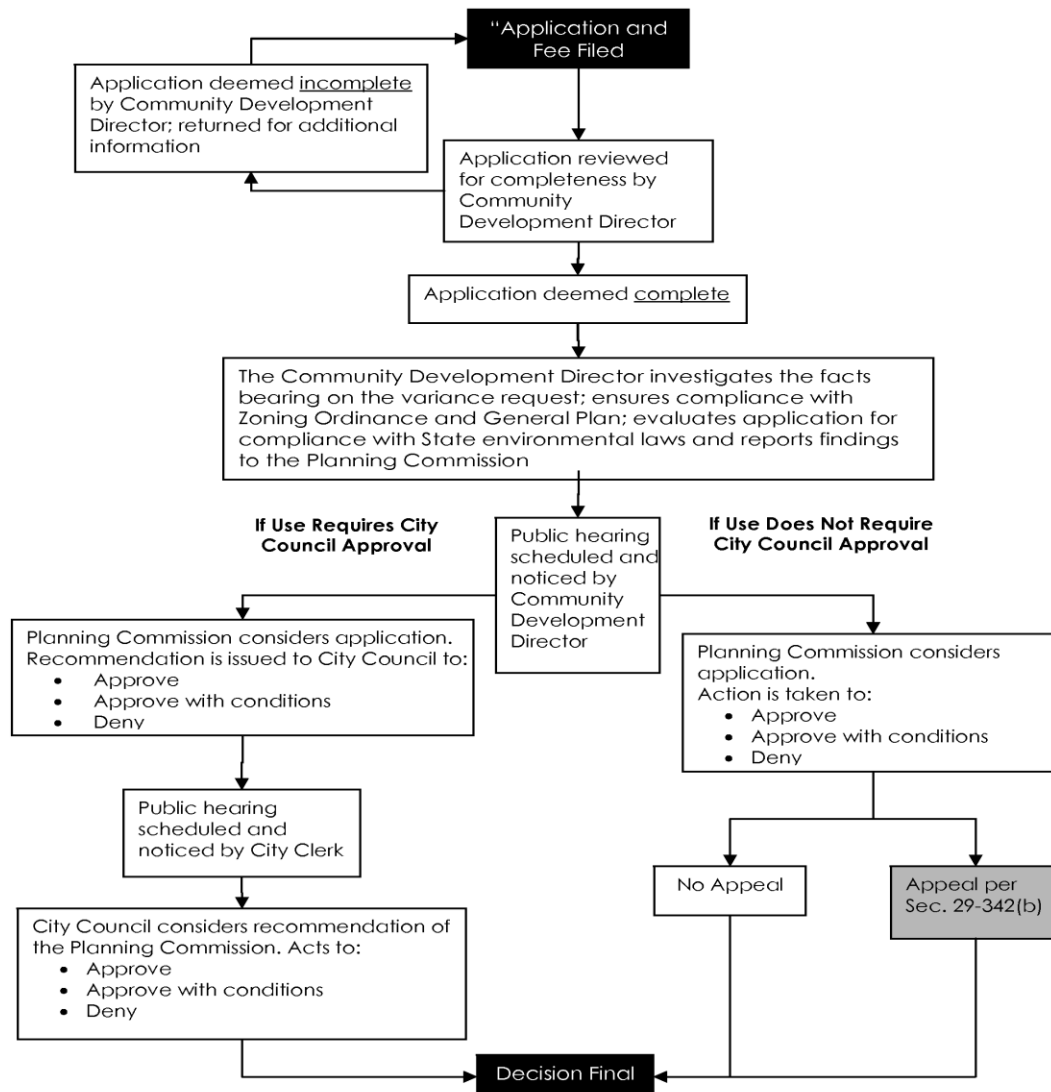 “Application and
Fee Filed
Application deemed incomplete
by Community Development
Director; returned for additional
information
Application reviewed
for completeness by
Community
Development Director
Application deemed complete
The Community Development Director investigates the facts
bearing on the variance request; ensures compliance with
Zoning Ordinance and General Plan; evaluates application for
compliance with State environmental laws and reports findings
to the Planning Commission
If Use Requires City
Council Approval
Public hearing
scheduled and
noticed by
Community
Development
Director
If Use Does Not Require
City Council Approval
Planning Commission considers application.
Recommendation is issued to City Council to:
• Approve
• Approve with conditions
• Deny
Planning Commission considers
application.
Action is taken to:
• Approve
• Approve with conditions
• Deny
Public hearing
scheduled and
noticed by City Clerk
No Appeal
Appeal per
Sec. 29-342(b)
City Council considers recommendation of
the Planning Commission. Acts to:
• Approve
• Approve with conditions
• Deny
Decision Final